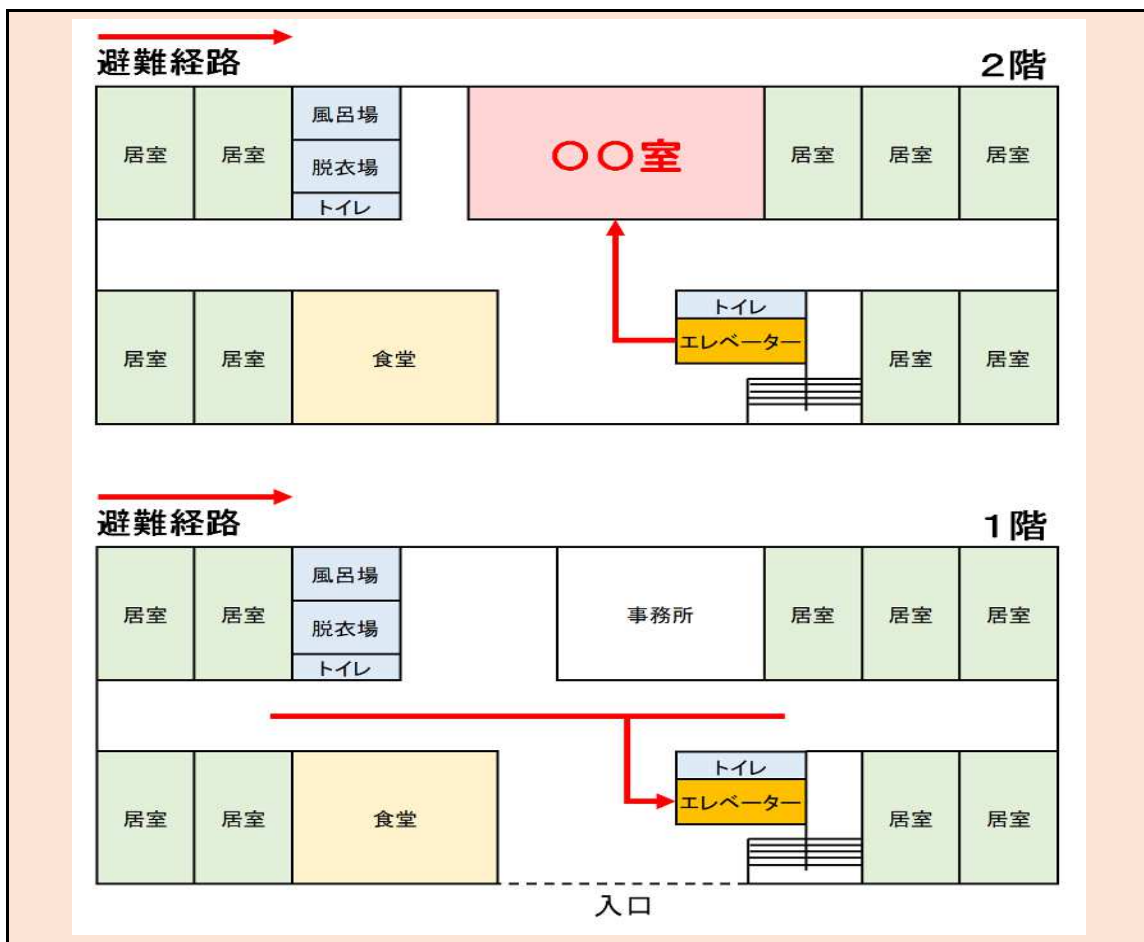 避難経路
2階
居室 居室 風呂場 〇〇室 居室 居室 居室
脱衣場
トイレ
居室 居室 食堂 トイレ 居室 居室
エレベーター
避難経路
1階
居室 居室 風呂場 事務所 居室 居室 居室
脱衣場
トイレ
居室 居室 食堂 トイレ 居室 居室
エレベーター
入口